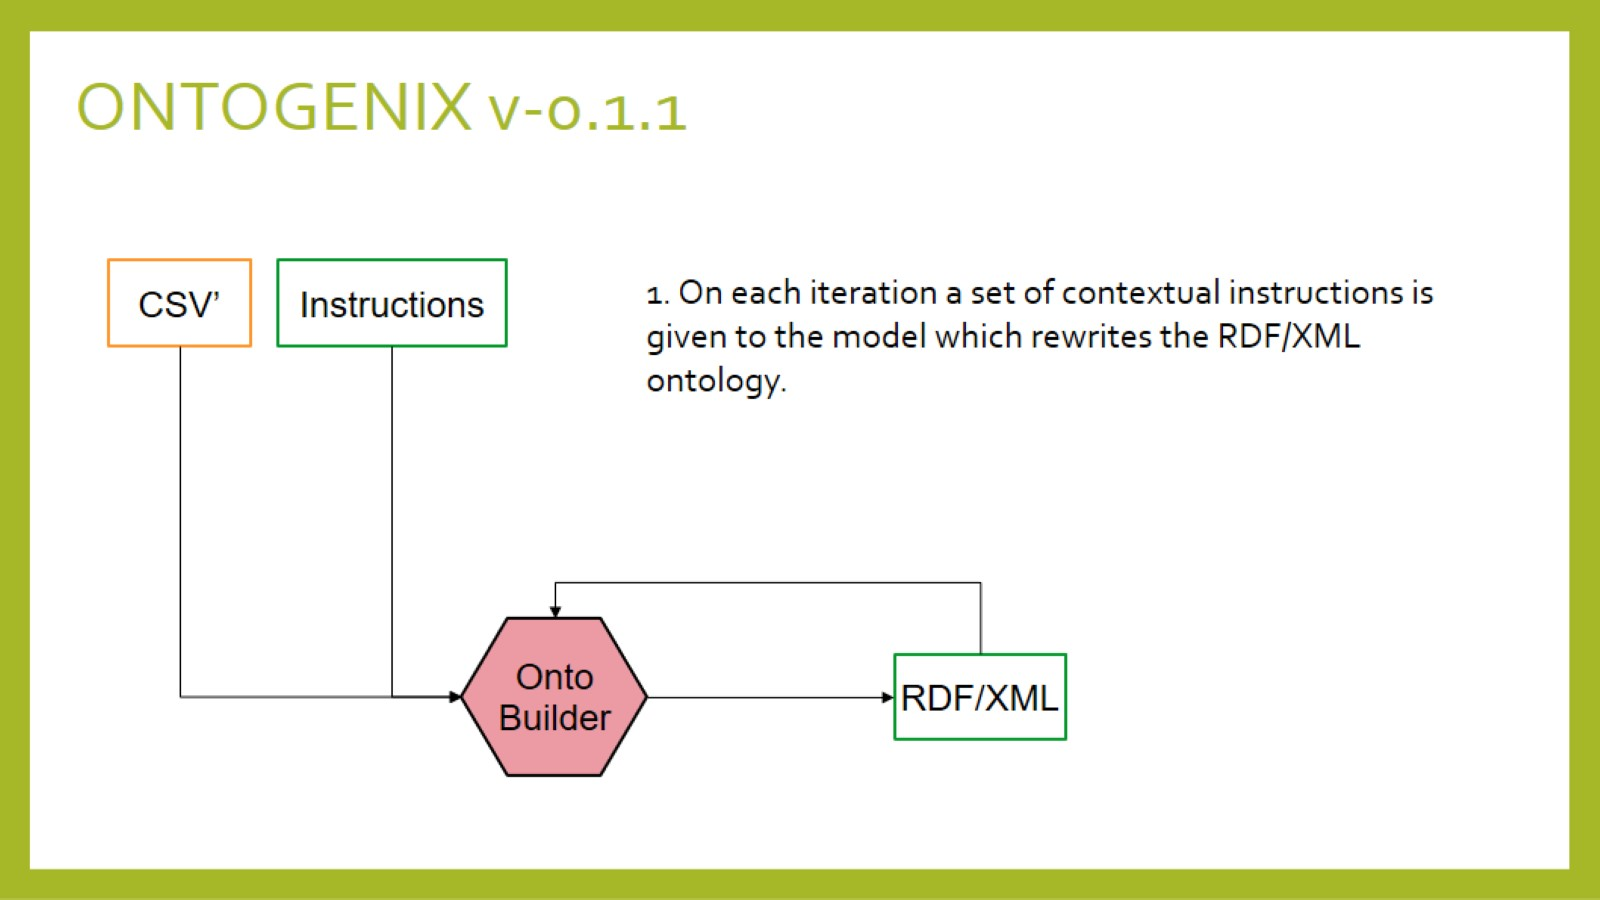 ONTOGENIX v-0.1.1
CSV’
Instructions
1. On each iteration a set of contextual instructions is
given to the model which rewrites the RDF/XML
ontology.
Onto
Builder
RDF/XML